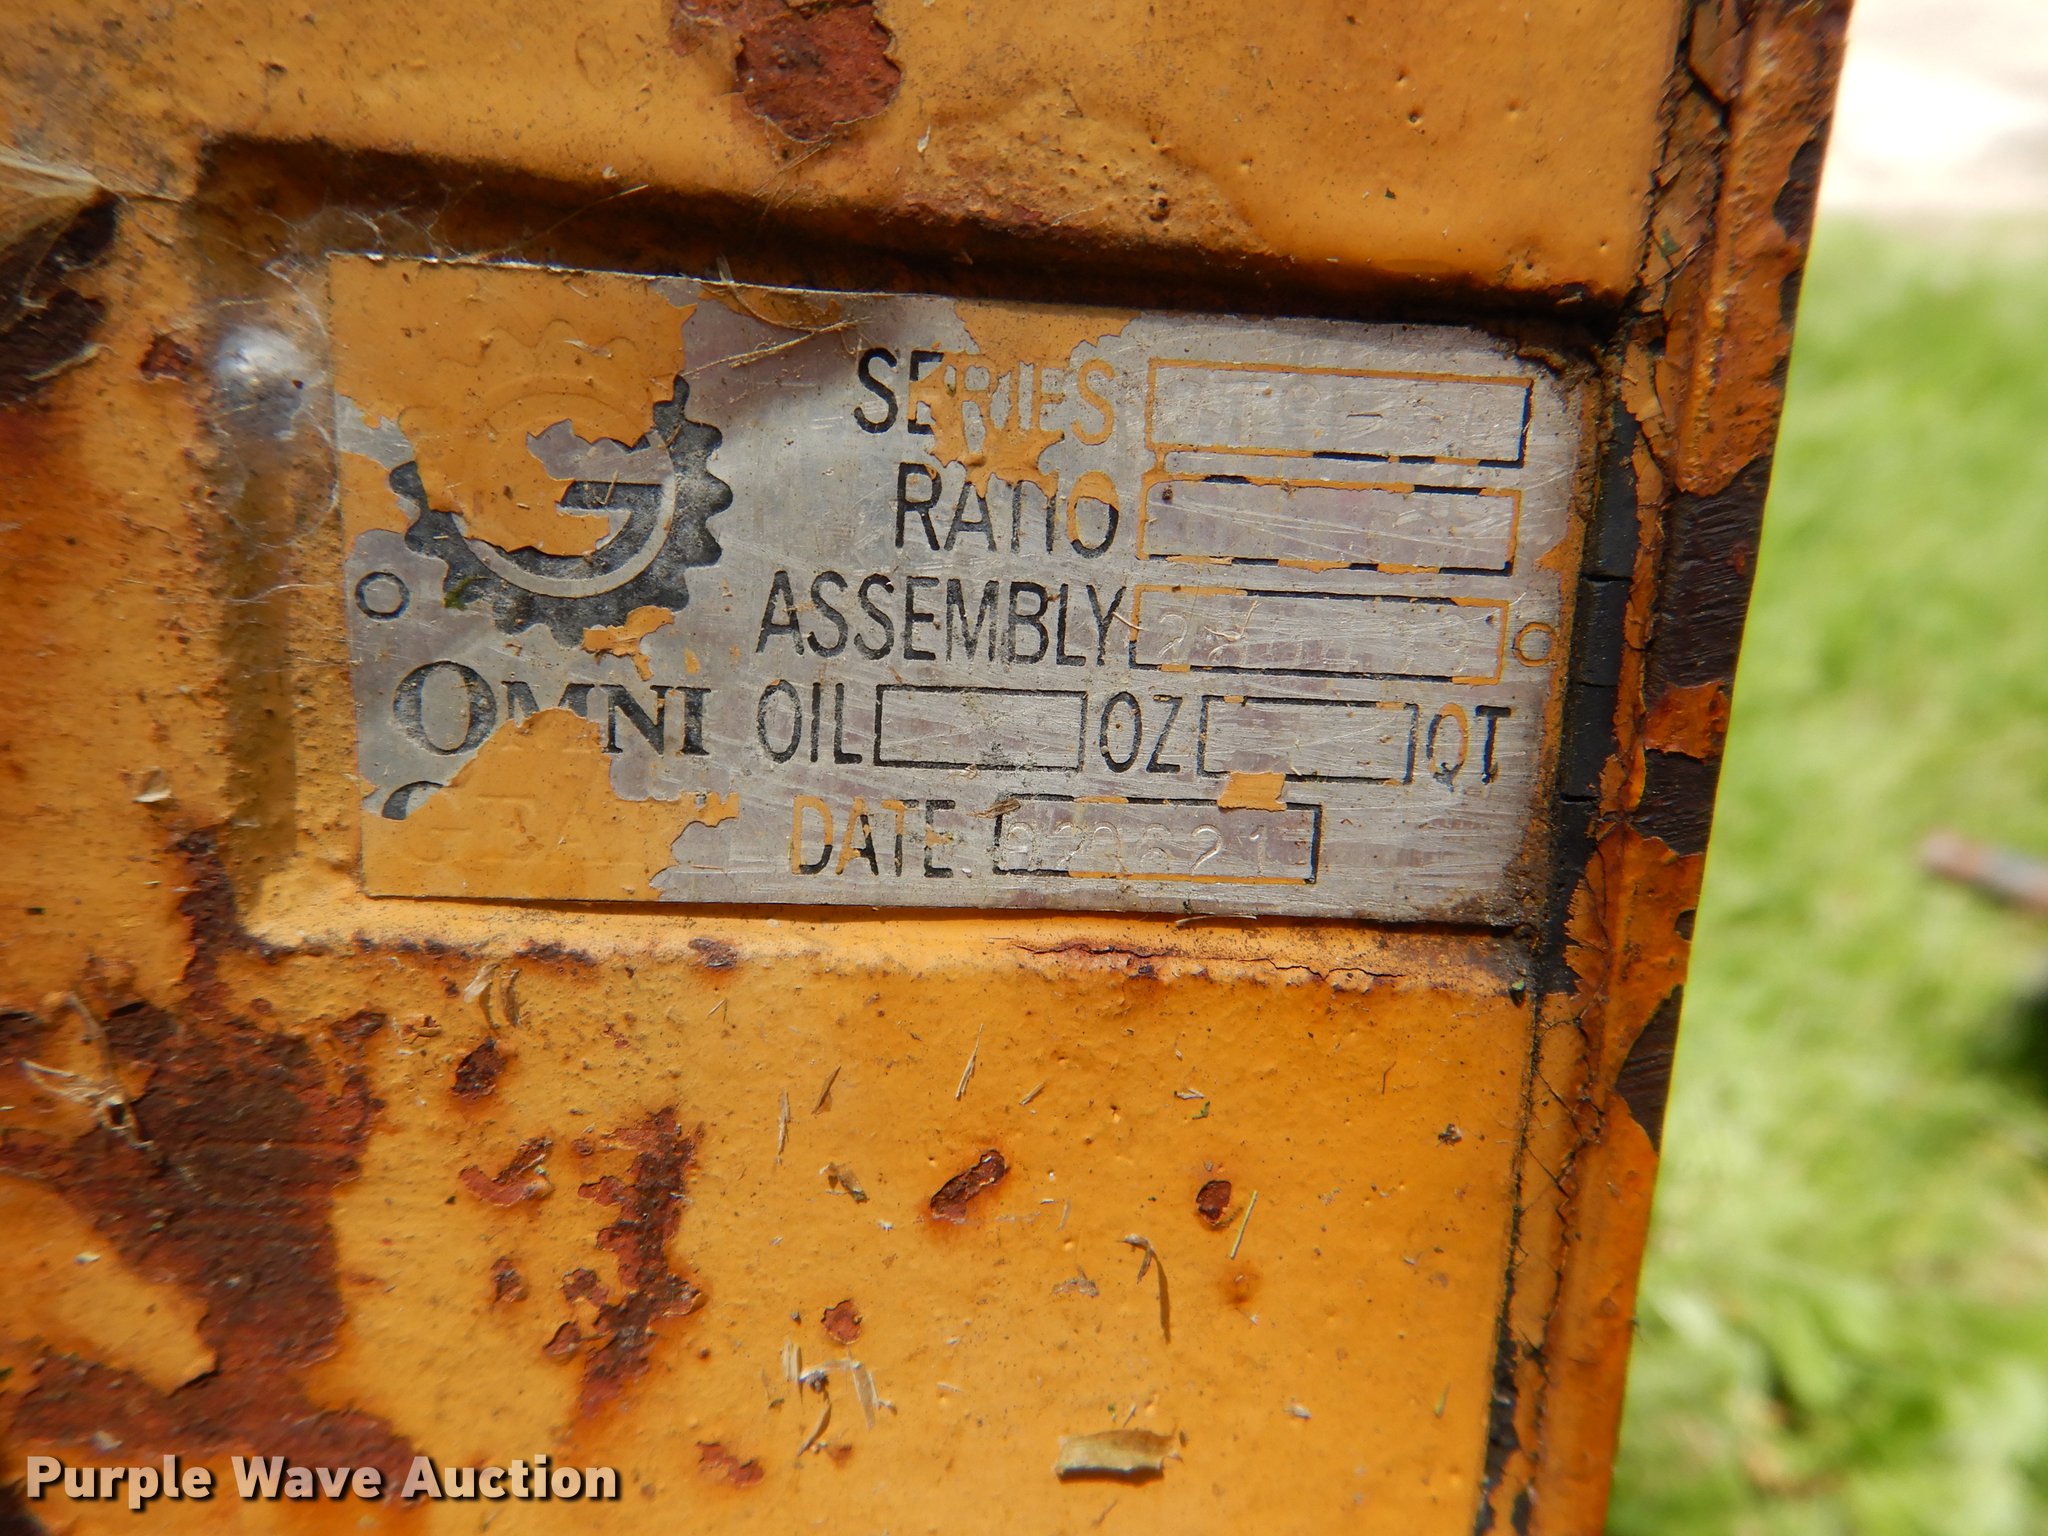 SERIES
RATIO
ASSEMBLY
OMNI OIL OZ QT
DATE
Purple Wave Auction